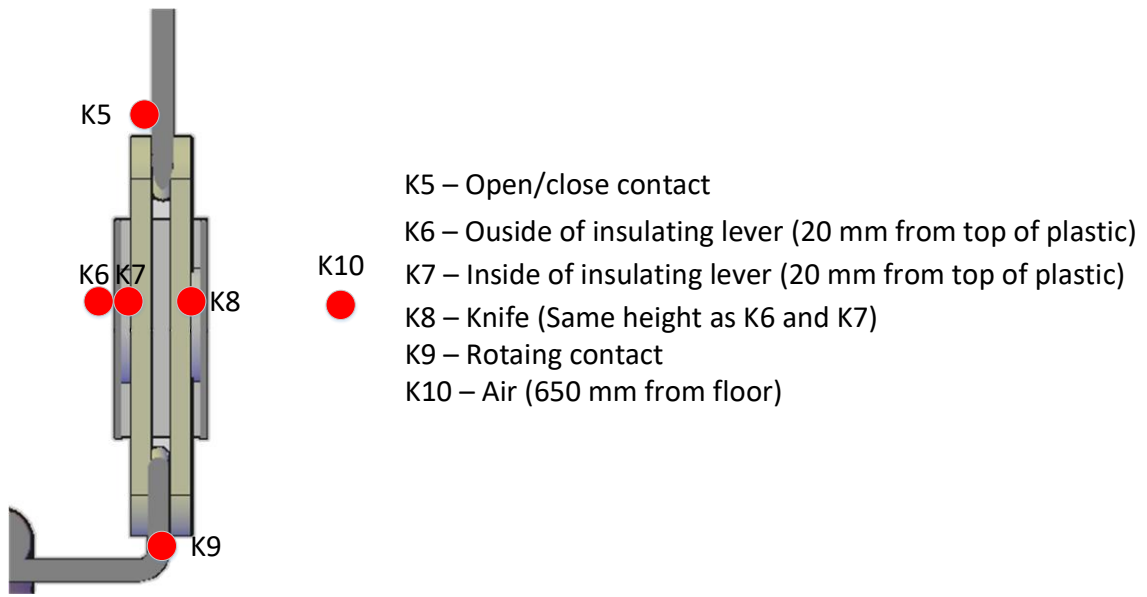 K5
K5 – Open/close contact
K6 – Ouside of insulating lever (20 mm from top of plastic)
K6 K7
K10
K7 – Inside of insulating lever (20 mm from top of plastic)
K8
K8 – Knife (Same height as K6 and K7)
K9 – Rotaing contact
K10 – Air (650 mm from floor)
K9